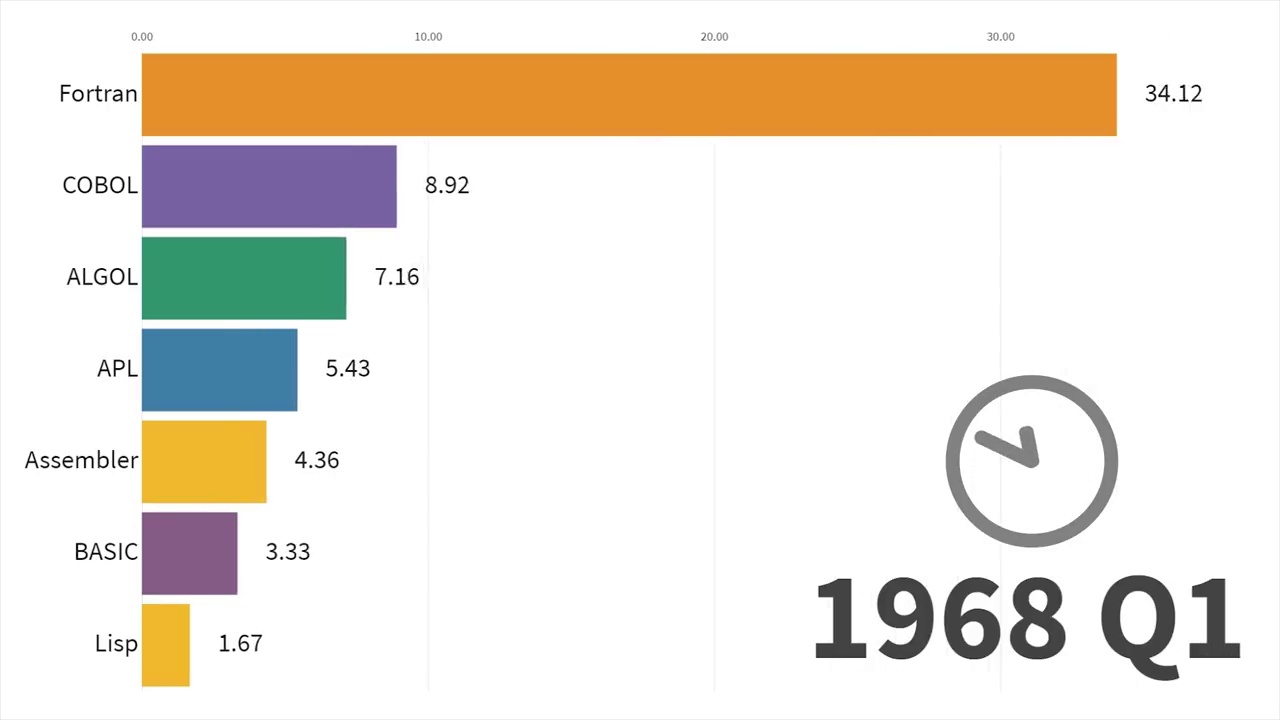 0.00 10.00 20.00 30.00
Fortran 34.12
COBOL 8.92
ALGOL 7.16
APL 5.43
Assembler 4.36
BASIC 3.33
Lisp 1.67
1968 Q1